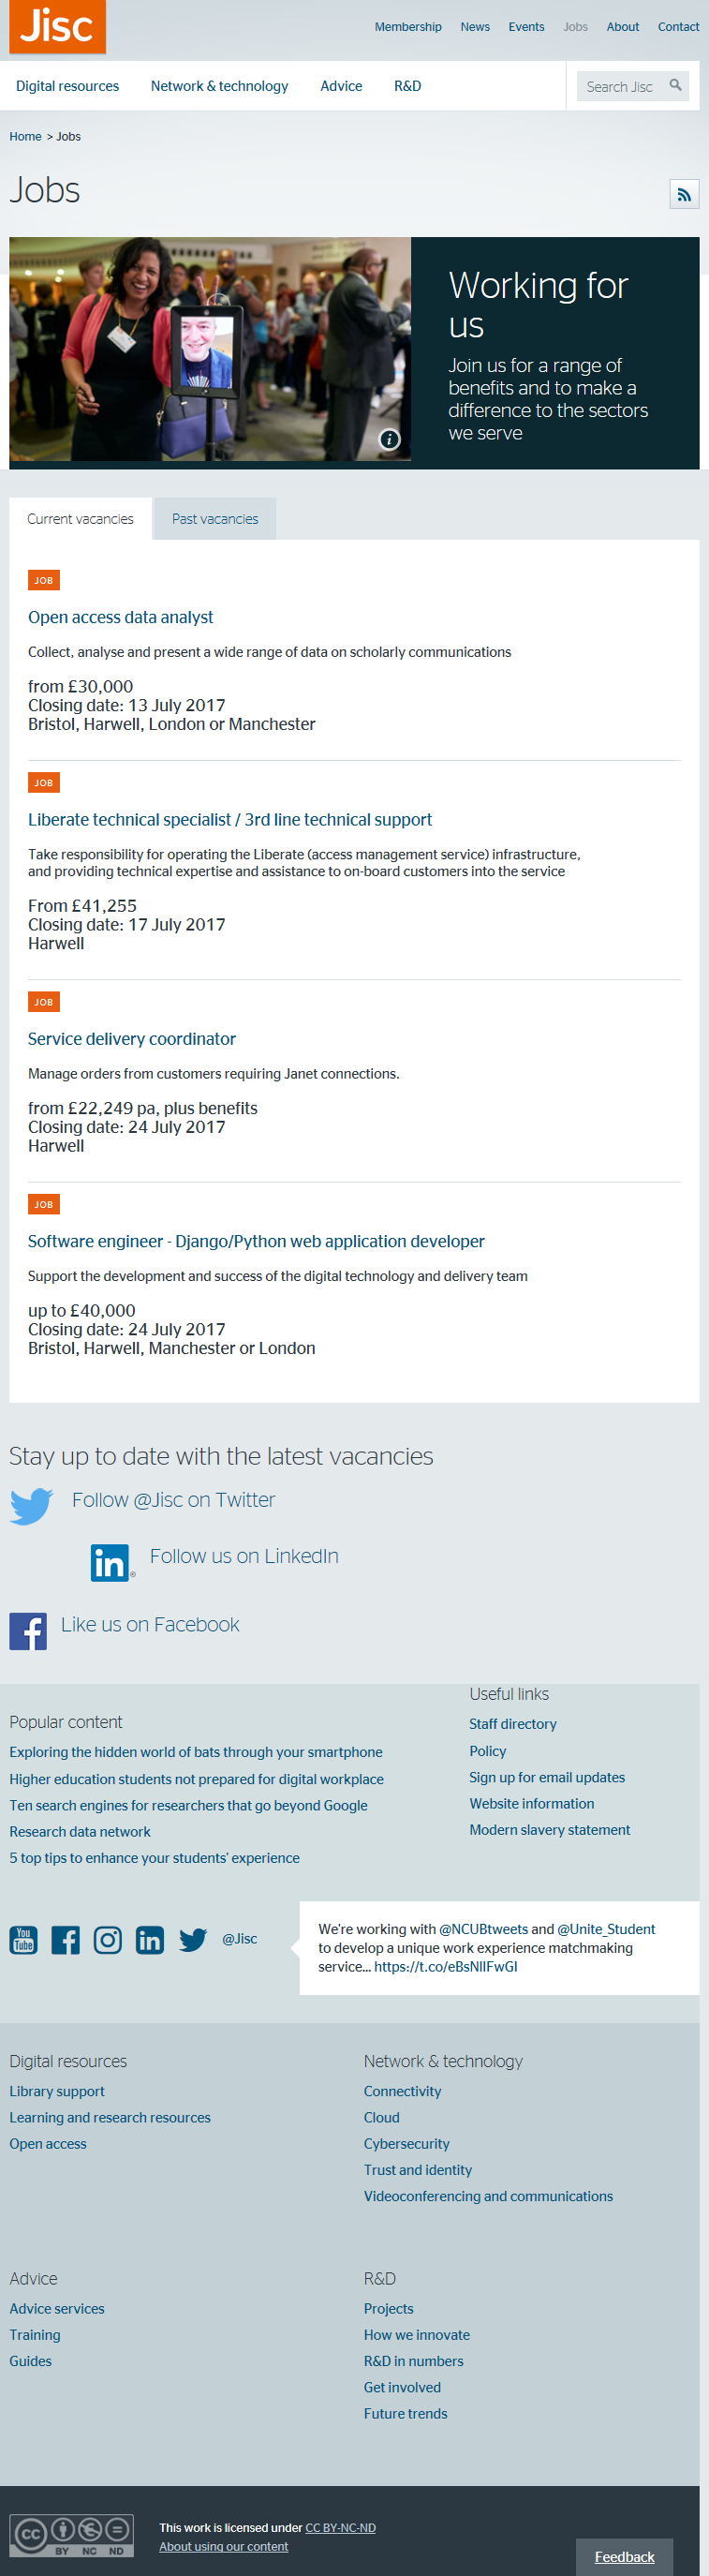 Jisc
Membership News Events Jobs About Contact
Digital resources Network & technology Advice R&D Search Jisc
Home > Jobs
Jobs
Working for
us
Join us for a range of
benefits and to make a
difference to the sectors
we serve
i
Current vacancies Past vacancies
JOB
Open access data analyst
Collect, analyse and present a wide range of data on scholarly communications
from £30,000
Closing date: 13 July 2017
Bristol, Harwell, London or Manchester
JOB
Liberate technical specialist / 3rd line technical support
Take responsibility for operating the Liberate (access management service) infrastructure,
and providing technical expertise and assistance to on-board customers into the service
From £41,255
Closing date: 17 July 2017
Harwell
JOB
Service delivery coordinator
Manage orders from customers requiring Janet connections.
from £22,249 pa, plus benefits
Closing date: 24 July 2017
Harwell
JOB
Software engineer - Django/Python web application developer
Support the development and success of the digital technology and delivery team
up to £40,000
Closing date: 24 July 2017
Bristol, Harwell, Manchester or London
Stay up to date with the latest vacancies
Follow @Jisc on Twitter
in ® Follow us on LinkedIn
f Like us on Facebook
Popular content
Exploring the hidden world of bats through your smartphone
Higher education students not prepared for digital workplace
Ten search engines for researchers that go beyond Google
Research data network
5 top tips to enhance your students' experience
Useful links
Staff directory
Policy
Sign up for email updates
Website information
Modern slavery statement
You Tube f in @Jisc
We're working with @NCUBtweets and @Unite_Student
to develop a unique work experience matchmaking
service... https://t.co/eBsNlIFwGI
Digital resources
Library support
Learning and research resources
Open access
Network & technology
Connectivity
Cloud
Cybersecurity
Trust and identity
Videoconferencing and communications
Advice
Advice services
Training
Guides
R&D
Projects
How we innovate
R&D in numbers
Get involved
Future trends
cc BY NC ND
This work is licensed under CC BY-NC-ND
About using our content
Feedback